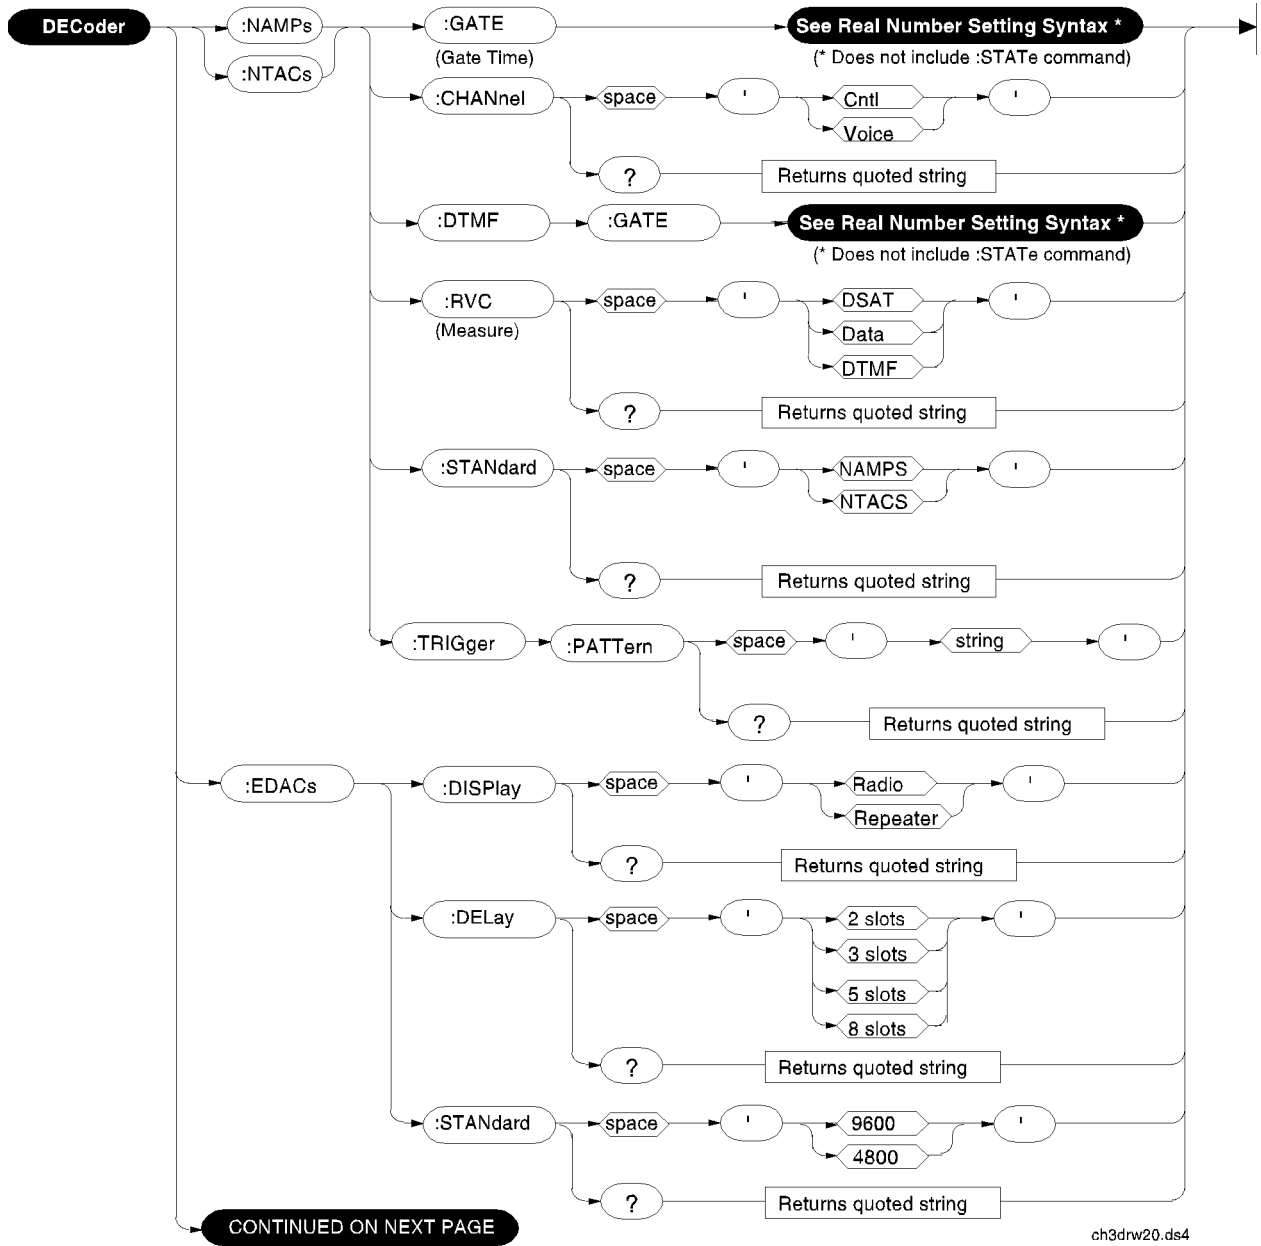 DECoder :NAMPs :GATE See Real Number Setting Syntax *
(Gate Time) (* Does not include :STATe command)
:NTACs
:CHANnel space ' Cntl '
Voice
? Returns quoted string
:DTMF :GATE See Real Number Setting Syntax *
(* Does not include :STATe command)
:RVC space ' DSAT '
(Measure) Data
DTMF
? Returns quoted string
:STANdard space ' NAMPS '
NTACS
? Returns quoted string
:TRIGger :PATTern space ' string '
? Returns quoted string
:EDACs :DISPlay space ' Radio '
Repeater
? Returns quoted string
:DELay space ' 2 slots '
3 slots
5 slots
8 slots
? Returns quoted string
:STANdard space ' 9600 '
4800
? Returns quoted string
CONTINUED ON NEXT PAGE
ch3drw20.ds4